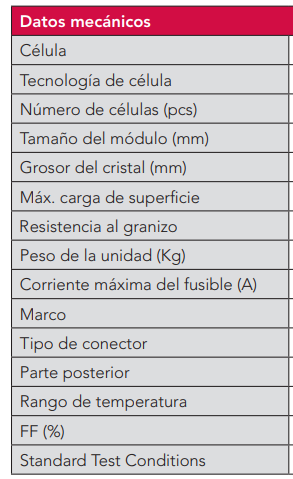 Datos mecánicos
Célula
Tecnología de célula
Número de células (pcs)
Tamaño del módulo (mm)
Grosor del cristal (mm)
Máx. carga de superficie
Resistencia al granizo
Peso de la unidad (Kg)
Corriente máxima del fusible (A)
Marco
Tipo de conector
Parte posterior
Rango de temperatura
FF (%)
Standard Test Conditions